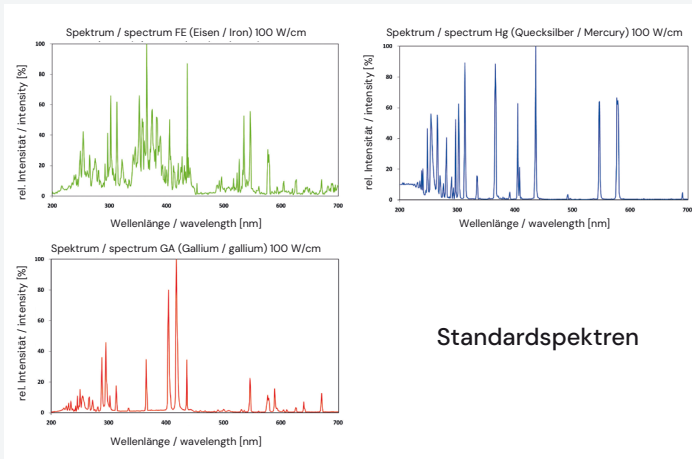 Spektrum / spectrum FE (Eisen / Iron) 100 W/cm
rel. Intensität / intensity [%]
100
80
60
40
20
0
200 300 400 500 600 700
Wellenlänge / wavelength [nm]
Spektrum / spectrum Hg (Quecksilber / Mercury) 100 W/cm
rel. Intensität / intensity [%]
100
80
60
40
20
0
200 300 400 500 600 700
Wellenlänge / wavelength [nm]
Spektrum / spectrum GA (Gallium / gallium) 100 W/cm
rel. Intensität / intensity [%]
100
80
60
40
20
0
200 300 400 500 600 700
Wellenlänge / wavelength [nm]
Standardspektren